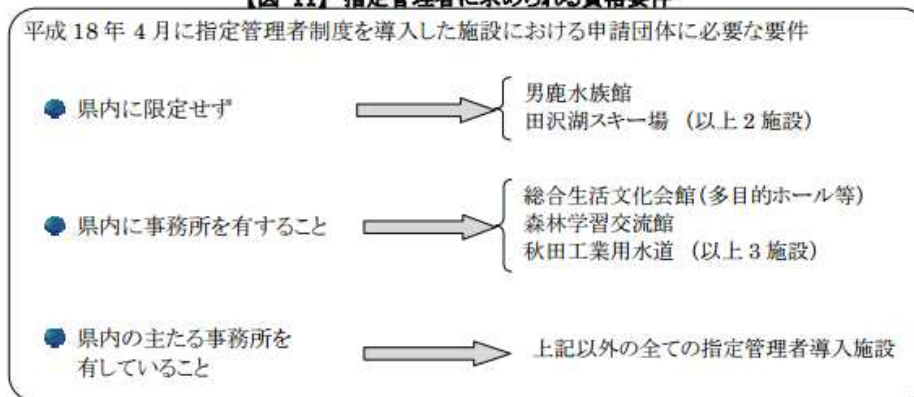 【図 11】 指定管理者に求められる資格要件
平成 18 年 4 月に指定管理者制度を導入した施設における申請団体に必要な要件
県内に限定せず
男鹿水族館
田沢湖スキー場 （以上 2 施設）
県内に事務所を有すること
総合生活文化会館(多目的ホール等)
森林学習交流館
秋田工業用水道 （以上 3 施設）
県内の主たる事務所を
有していること
上記以外の全ての指定管理者導入施設